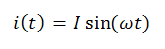 i(t) = I sin(ωt)